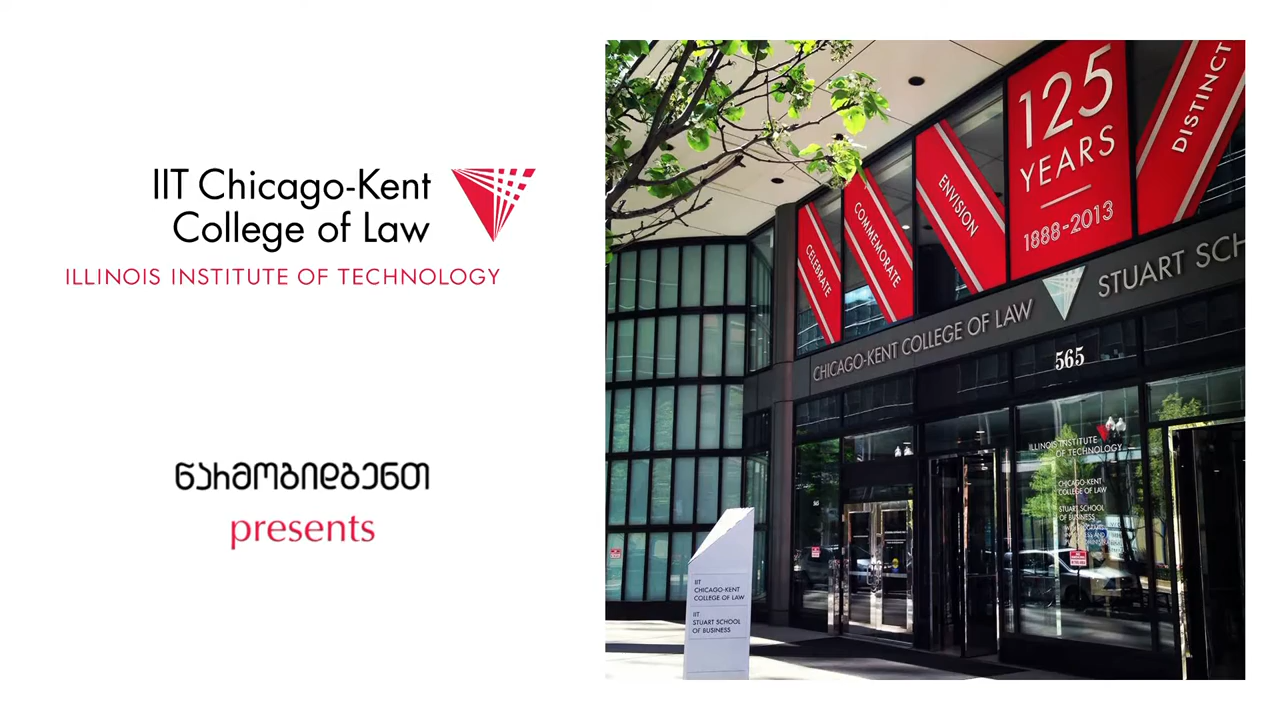 IIT Chicago-Kent
College of Law
ILLINOIS INSTITUTE OF TECHNOLOGY
წარმოგიდგენთ
presents
CELEBRATE
COMMEMORATE
ENVISION
125
YEARS
1888-2013
DISTINCT
CHICAGO-KENT COLLEGE OF LAW
STUART SCH
565
ILLINOIS INSTITUTE
OF TECHNOLOGY
CHICAGO-KENT
COLLEGE OF LAW
STUART SCHOOL
OF BUSINESS
IIT
CHICAGO-KENT
COLLEGE OF LAW
IIT
STUART SCHOOL
OF BUSINESS